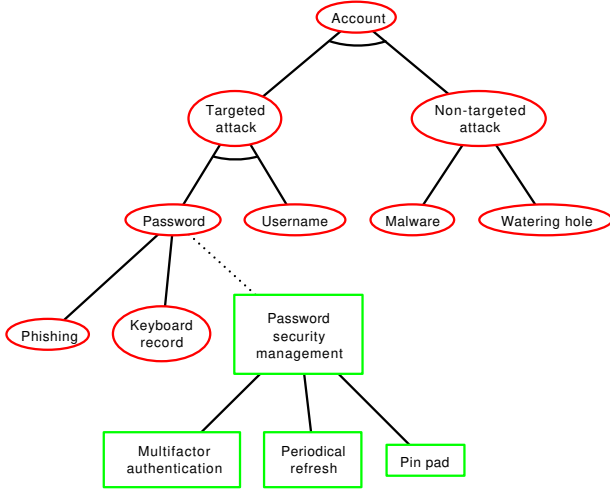 Account
Targeted
attack
Non-targeted
attack
Password
Username
Malware
Watering hole
Phishing
Keyboard
record
Password
security
management
Multifactor
authentication
Periodical
refresh
Pin pad